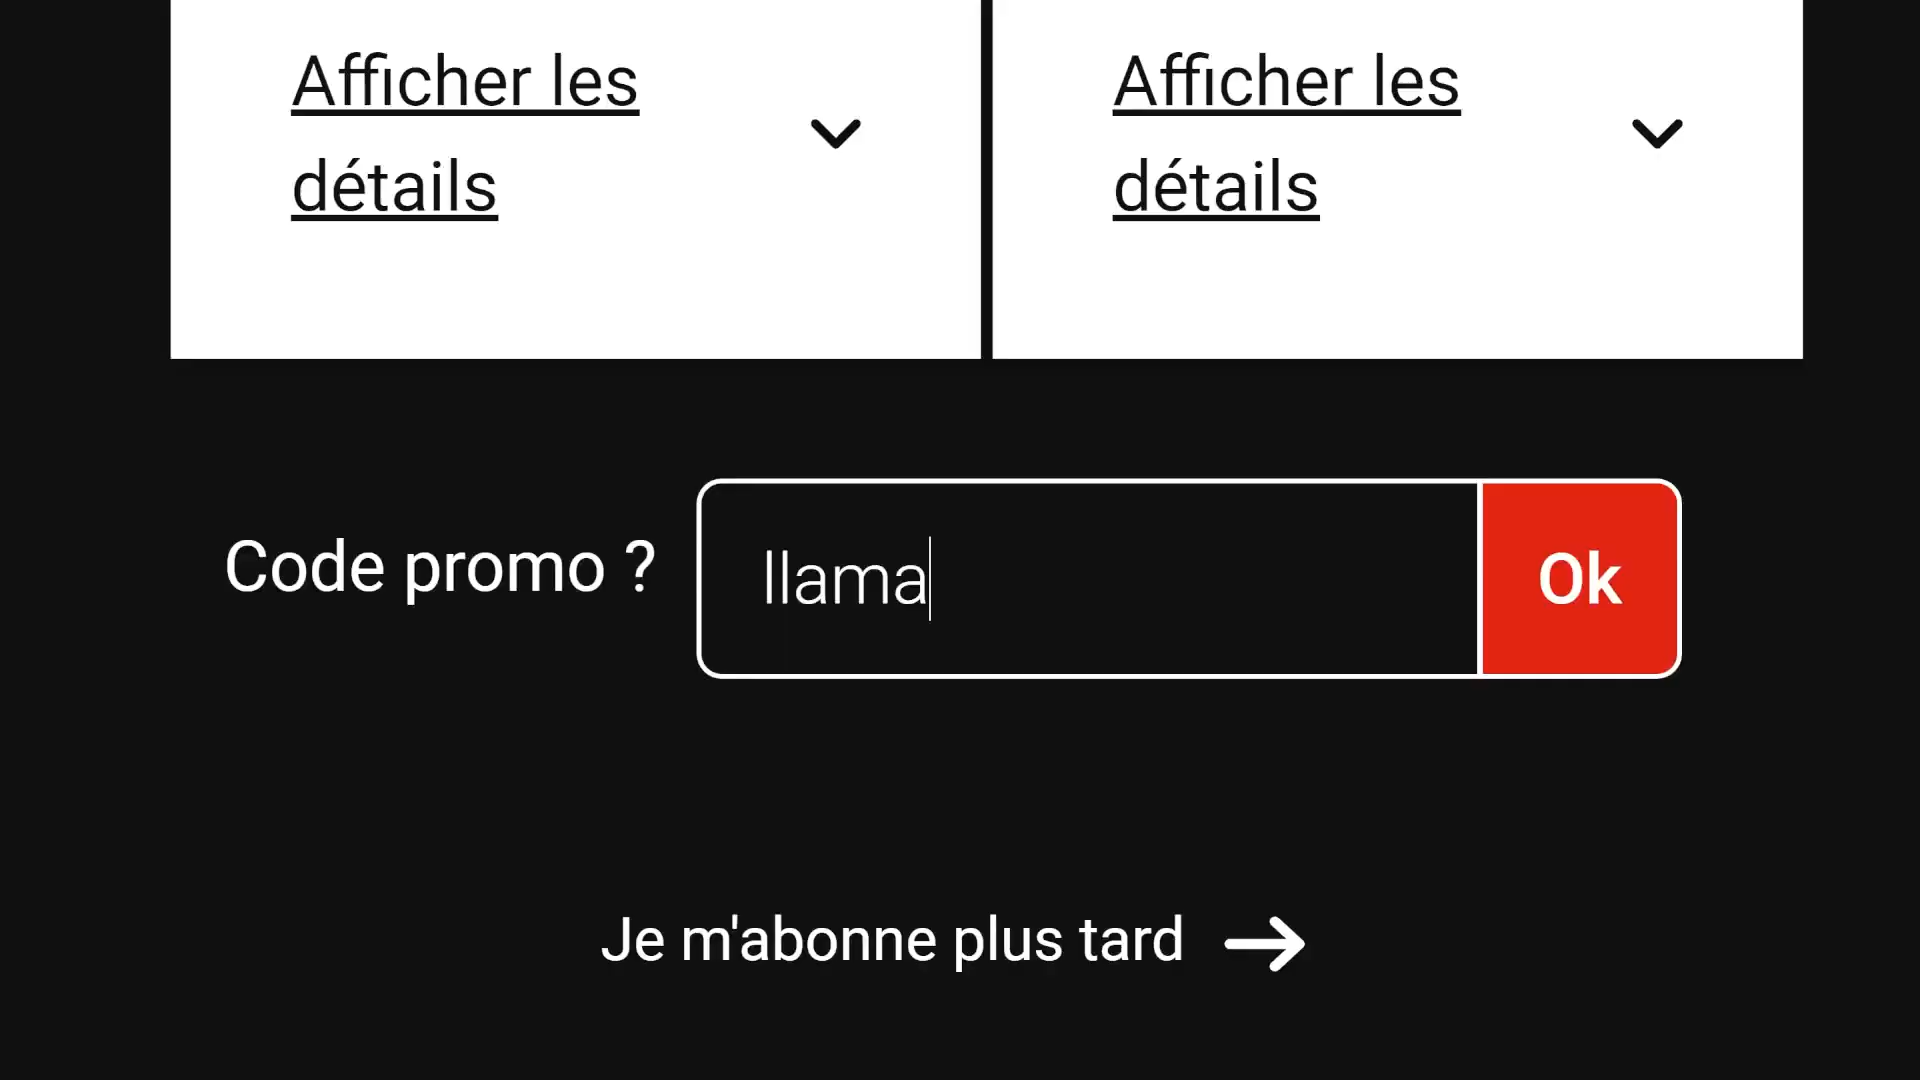 Afficher les
détails
Afficher les
détails
Code promo ?
llama
Ok
Je m'abonne plus tard